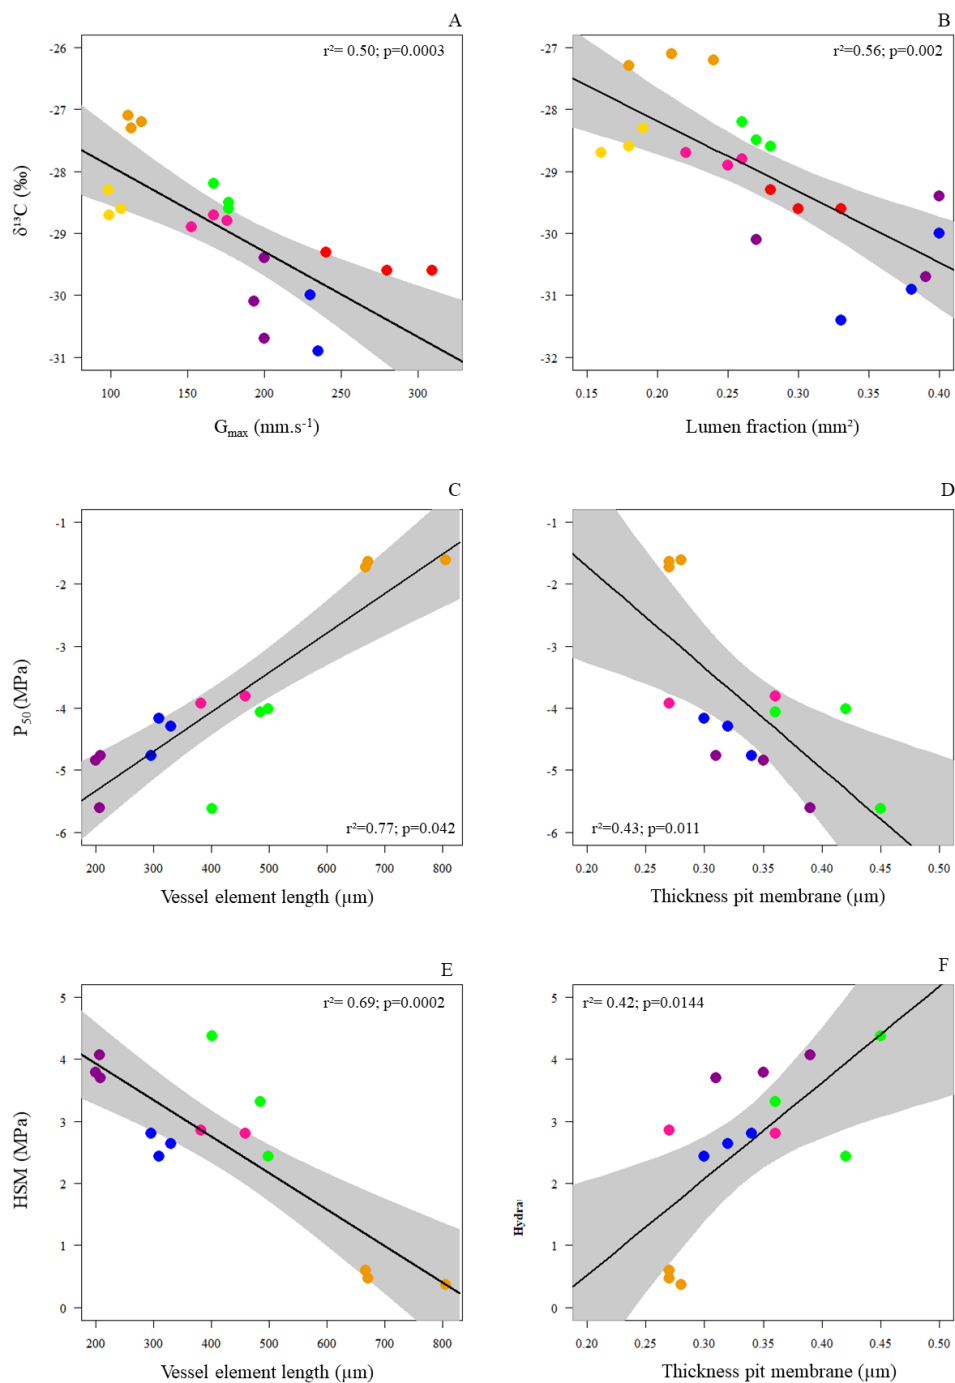 A
r²= 0.50; p=0.0003
-26
-27
-28
-29
-30
-31
δ¹³C (‰)
100 150 200 250 300
Gmax (mm.s⁻¹)
B
r²=0.56; p=0.002
-27
-28
-29
-30
-31
-32
0.15 0.20 0.25 0.30 0.35 0.40
Lumen fraction (mm²)
C
-1
-2
-3
-4
-5
-6
P50 (MPa)
r²=0.77; p=0.042
200 300 400 500 600 700 800
Vessel element length (µm)
D
-1
-2
-3
-4
-5
-6
r²=0.43; p=0.011
0.20 0.25 0.30 0.35 0.40 0.45 0.50
Thickness pit membrane (µm)
E
r²= 0.69; p=0.0002
5
4
3
2
1
0
HSM (MPa)
200 300 400 500 600 700 800
Vessel element length (µm)
F
r²= 0.42; p=0.0144
5
4
3
2
1
0
0.20 0.25 0.30 0.35 0.40 0.45 0.50
Thickness pit membrane (µm)